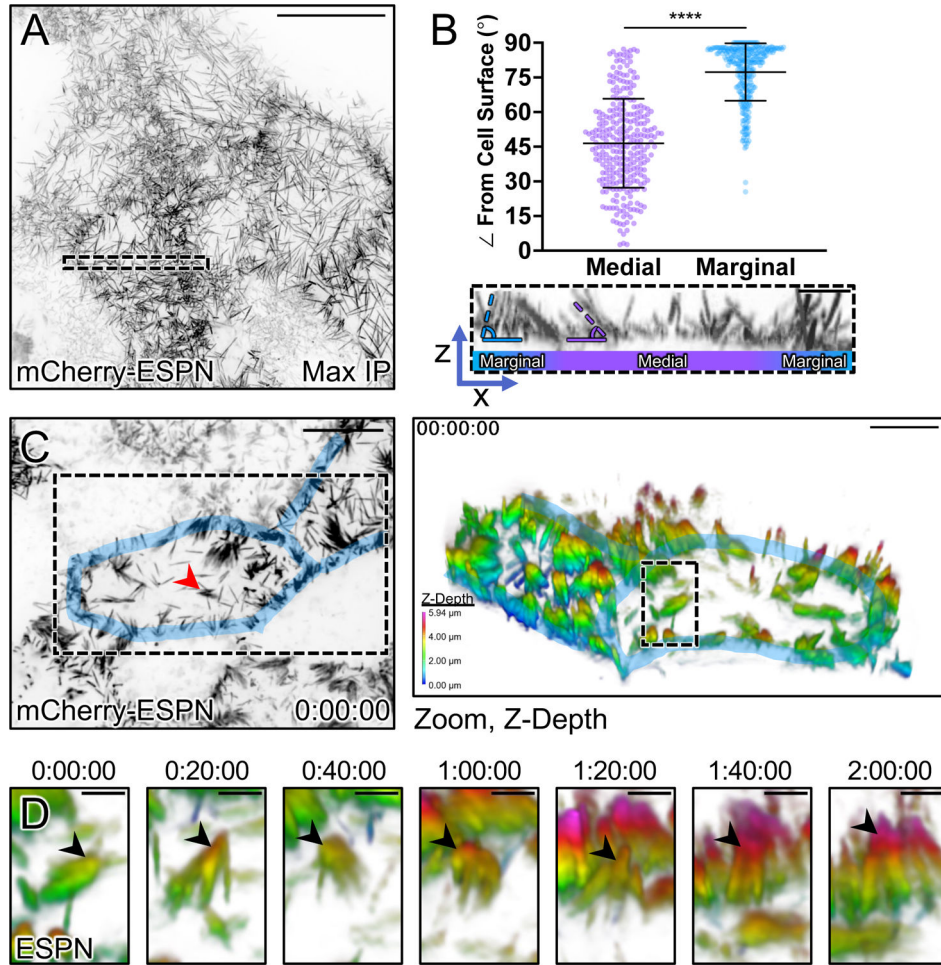 A
mCherry-ESPN
Max IP
B
****
∠ From Cell Surface (°)
90
75
60
45
30
15
0
Medial
Marginal
Z
X
Marginal
Medial
Marginal
C
mCherry-ESPN
0:00:00
00:00:00
Z-Depth
5.94 μm
4.00 μm
2.00 μm
0.00 μm
Zoom, Z-Depth
0:00:00
0:20:00
0:40:00
1:00:00
1:20:00
1:40:00
2:00:00
D
ESPN